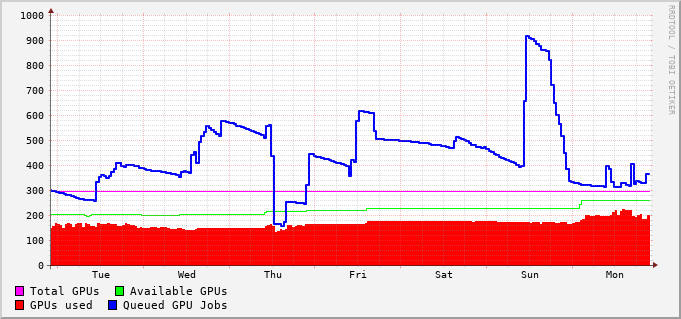 1000
900
800
700
600
500
400
300
200
100
0
Tue Wed Thu Fri Sat Sun Mon
Total GPUs Available GPUs
GPUs used Queued GPU Jobs
RRDTOOL / TOBI OETIKER